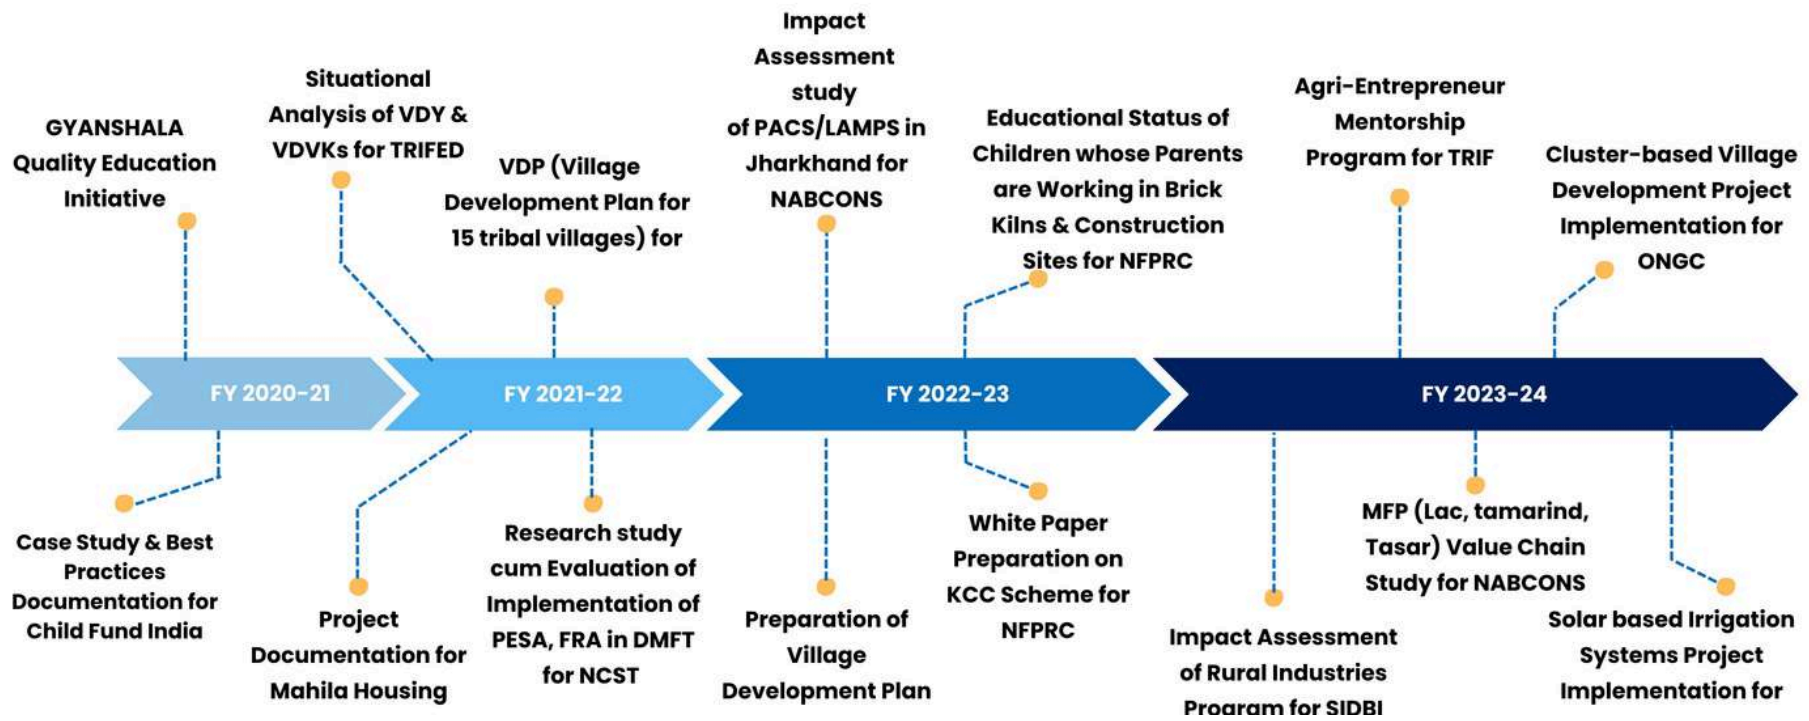 GYANSHALA
Quality Education
Initiative
Situational
Analysis of VDY &
VDVKs for TRIFED
VDP (Village
Development Plan for
15 tribal villages) for
Impact
Assessment
study
of PACS/LAMPS in
Jharkhand for
NABCONS
Educational Status of
Children whose Parents
are Working in Brick
Kilns & Construction
Sites for NFPRC
Agri-Entrepreneur
Mentorship
Program for TRIF
Cluster-based Village
Development Project
Implementation for
ONGC
FY 2020-21
FY 2021-22
FY 2022-23
FY 2023-24
Case Study & Best
Practices
Documentation for
Child Fund India
Project
Documentation for
Mahila Housing
Research study
cum Evaluation of
Implementation of
PESA, FRA in DMFT
for NCST
Preparation of
Village
Development Plan
White Paper
Preparation on
KCC Scheme for
NFPRC
Impact Assessment
of Rural Industries
Program for SIDBI
MFP (Lac, tamarind,
Tasar) Value Chain
Study for NABCONS
Solar based Irrigation
Systems Project
Implementation for